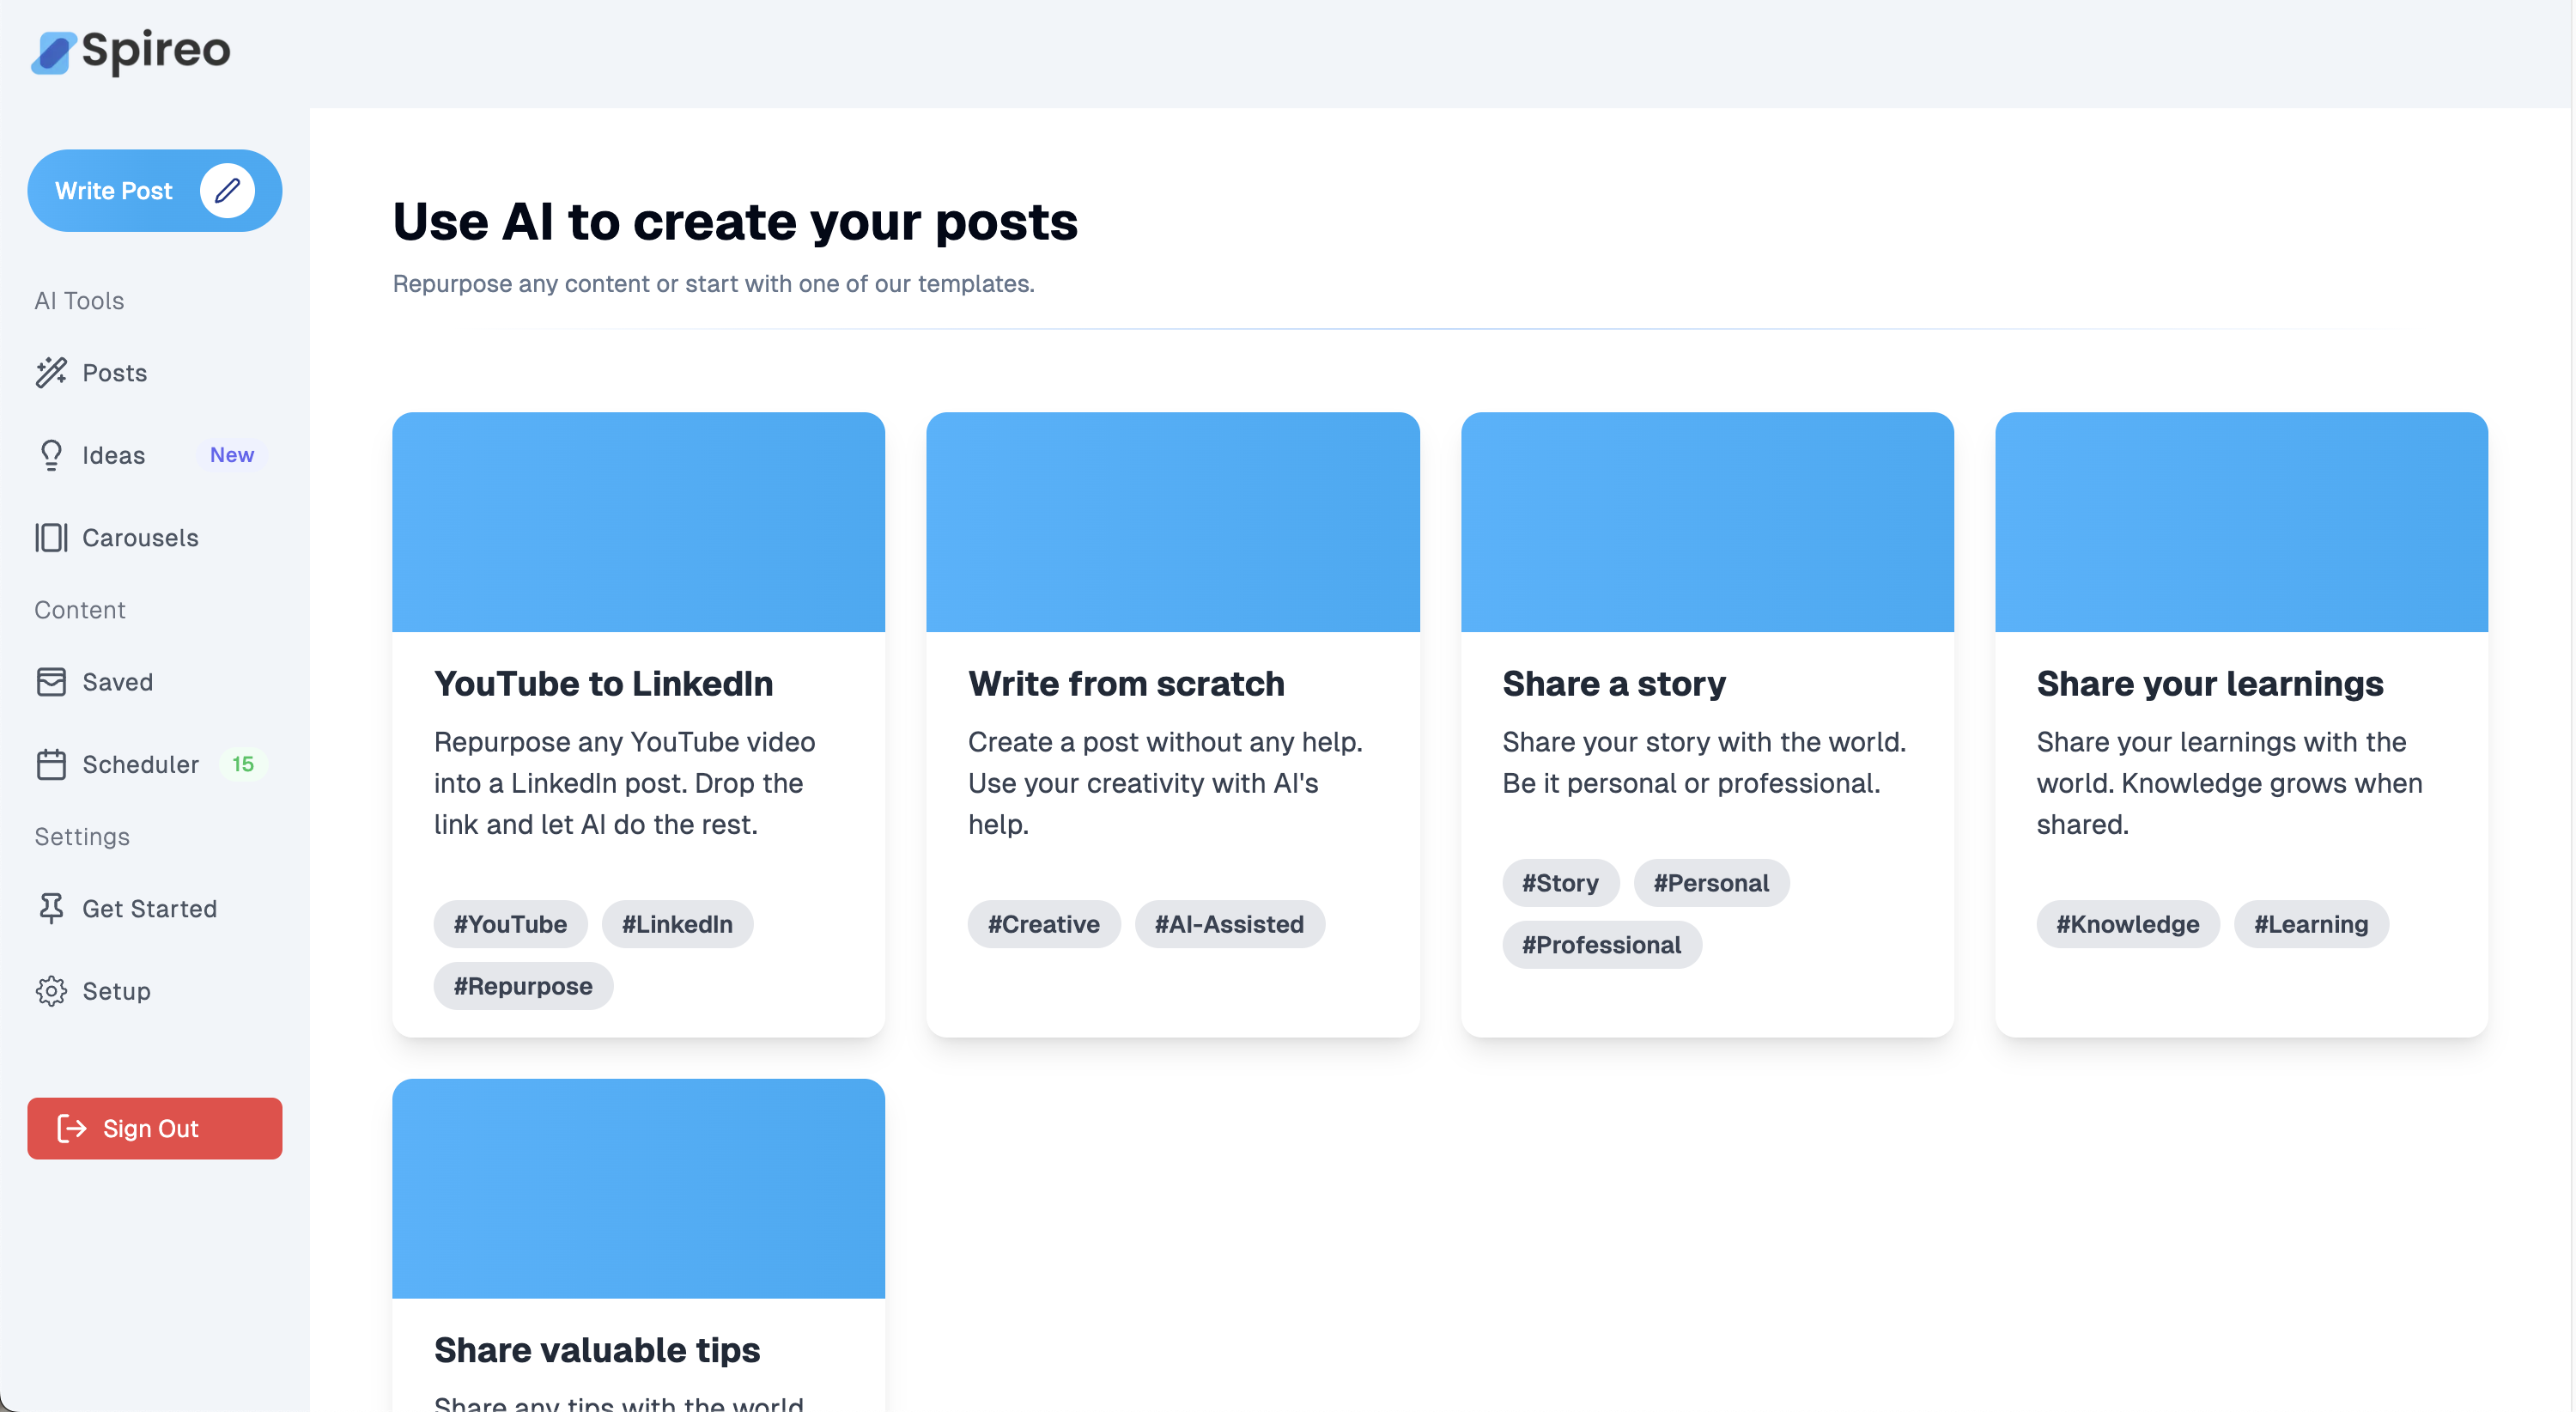 Spireo
Write Post
AI Tools
Posts
Ideas
New
Carousels
Content
Saved
Scheduler
15
Settings
Get Started
Setup
Sign Out
Use AI to create your posts
Repurpose any content or start with one of our templates.
YouTube to LinkedIn
Repurpose any YouTube video
into a LinkedIn post. Drop the
link and let AI do the rest.
#YouTube
#LinkedIn
#Repurpose
Write from scratch
Create a post without any help.
Use your creativity with AI's
help.
#Creative
#AI-Assisted
Share a story
Share your story with the world.
Be it personal or professional.
#Story
#Personal
#Professional
Share your learnings
Share your learnings with the
world. Knowledge grows when
shared.
#Knowledge
#Learning
Share valuable tips
Share any tips with the world